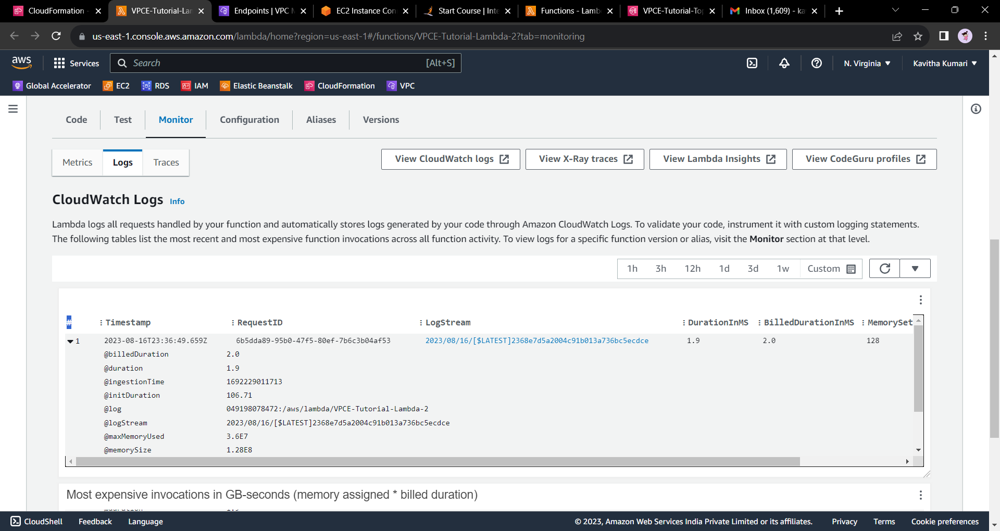 CloudFormation -
VPCE-Tutorial-Lam
Endpoints | VPC M
EC2 Instance Con
Start Course | Inte
Functions - Lamb
VPCE-Tutorial-Top
Inbox (1,609) - ka
us-east-1.console.aws.amazon.com/lambda/home?region=us-east-1#/functions/VPCE-Tutorial-Lambda-2?tab=monitoring
aws
Services
Search
[Alt+S]
N. Virginia
Kavitha Kumari
Global Accelerator
EC2
RDS
IAM
Elastic Beanstalk
CloudFormation
VPC
Code
Test
Monitor
Configuration
Aliases
Versions
Metrics
Logs
Traces
View CloudWatch logs
View X-Ray traces
View Lambda Insights
View CodeGuru profiles
CloudWatch Logs Info
Lambda logs all requests handled by your function and automatically stores logs generated by your code through Amazon CloudWatch Logs. To validate your code, instrument it with custom logging statements.
The following tables list the most recent and most expensive function invocations across all function activity. To view logs for a specific function version or alias, visit the Monitor section at that level.
1h 3h 12h 1d 3d 1w Custom
# : Timestamp : RequestID : LogStream : DurationInMS : BilledDurationInMS : MemorySet
1 2023-08-16T23:36:49.659Z 6b5dda89-95b0-47f5-80ef-7b6c3b04af53 2023/08/16/[$LATEST]2368e7d5a2004c91b013a736bc5ecdce 1.9 2.0 128
@billedDuration 2.0
@duration 1.9
@ingestionTime 1692229011713
@initDuration 106.71
@log 049198078472:/aws/lambda/VPCE-Tutorial-Lambda-2
@logStream 2023/08/16/[$LATEST]2368e7d5a2004c91b013a736bc5ecdce
@maxMemoryUsed 3.6E7
@memorySize 1.28E8
Most expensive invocations in GB-seconds (memory assigned * billed duration)
CloudShell
Feedback
Language
© 2023, Amazon Web Services India Private Limited or its affiliates.
Privacy
Terms
Cookie preferences